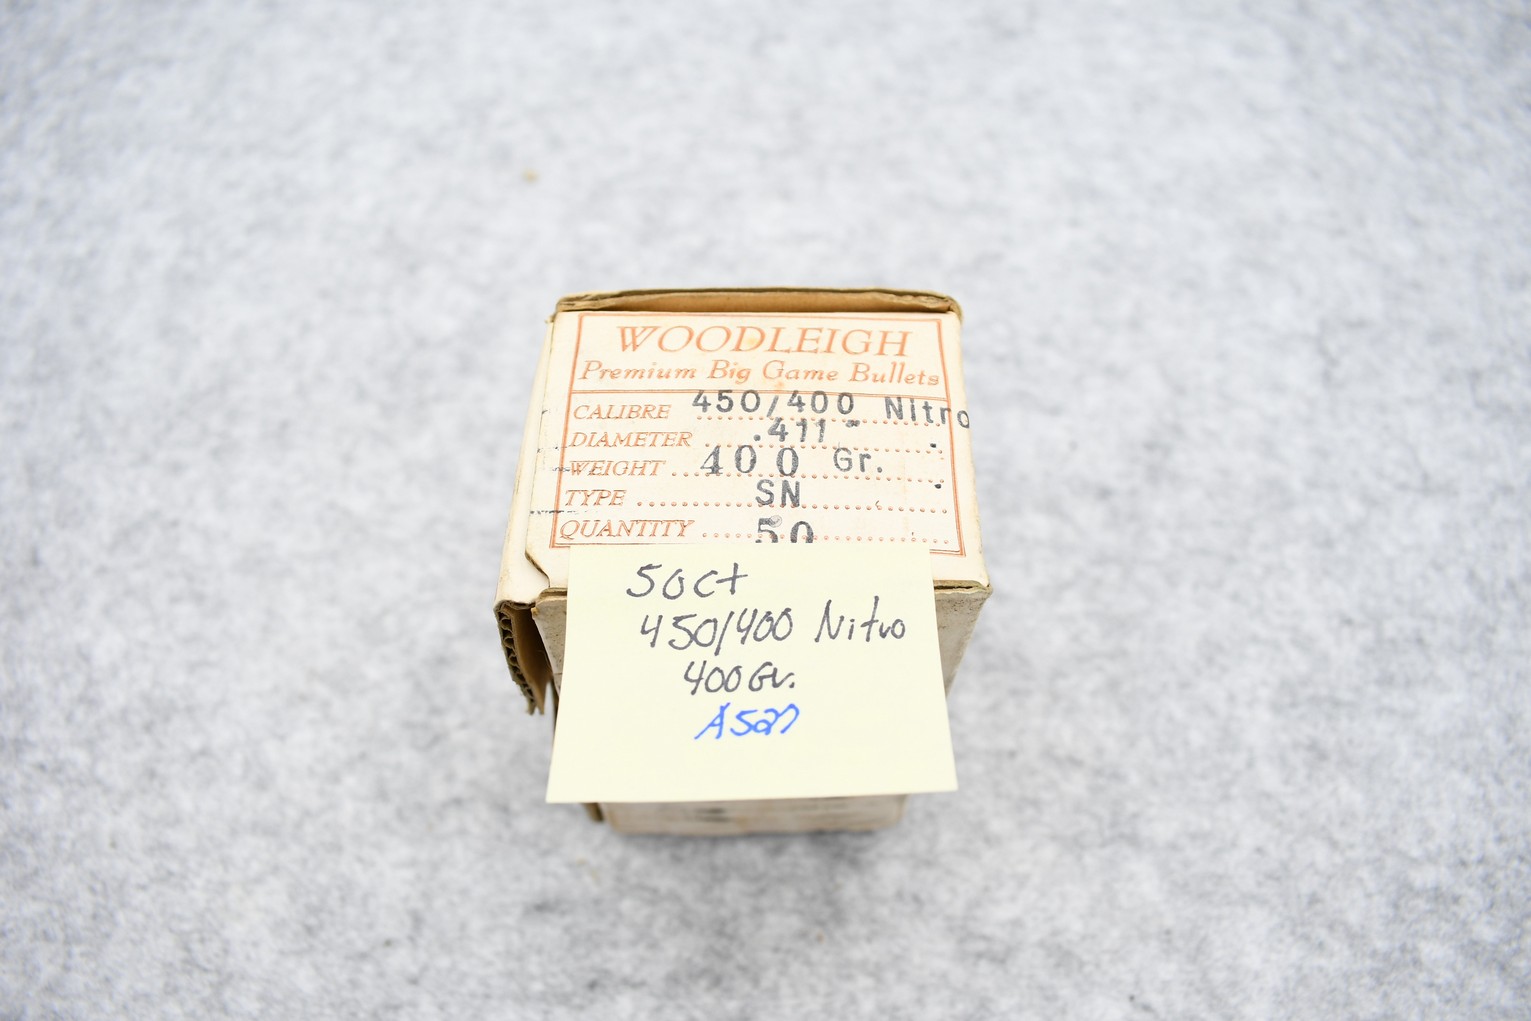 WOODLEIGH
Premium Big Game Bullets
CALIBRE 450/400 Nitro
DIAMETER .411"
WEIGHT 400 Gr.
TYPE SN
QUANTITY 50
50ct
450/400 Nitro
400Gr.
A527